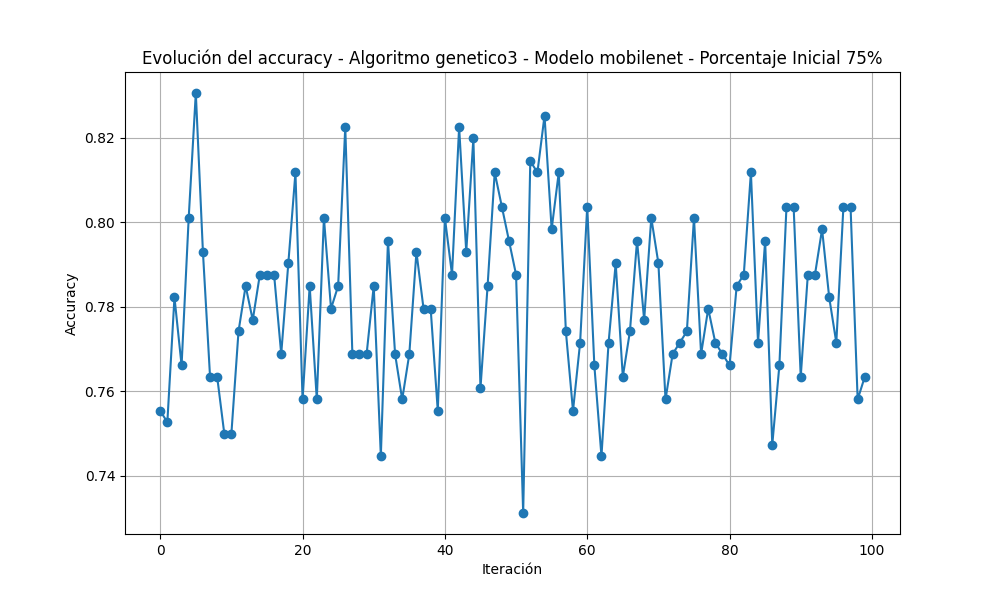 Evolución del accuracy - Algoritmo genetico3 - Modelo mobilenet - Porcentaje Inicial 75%
0.82
0.80
0.78
0.76
0.74
Accuracy
0 20 40 60 80 100
Iteración